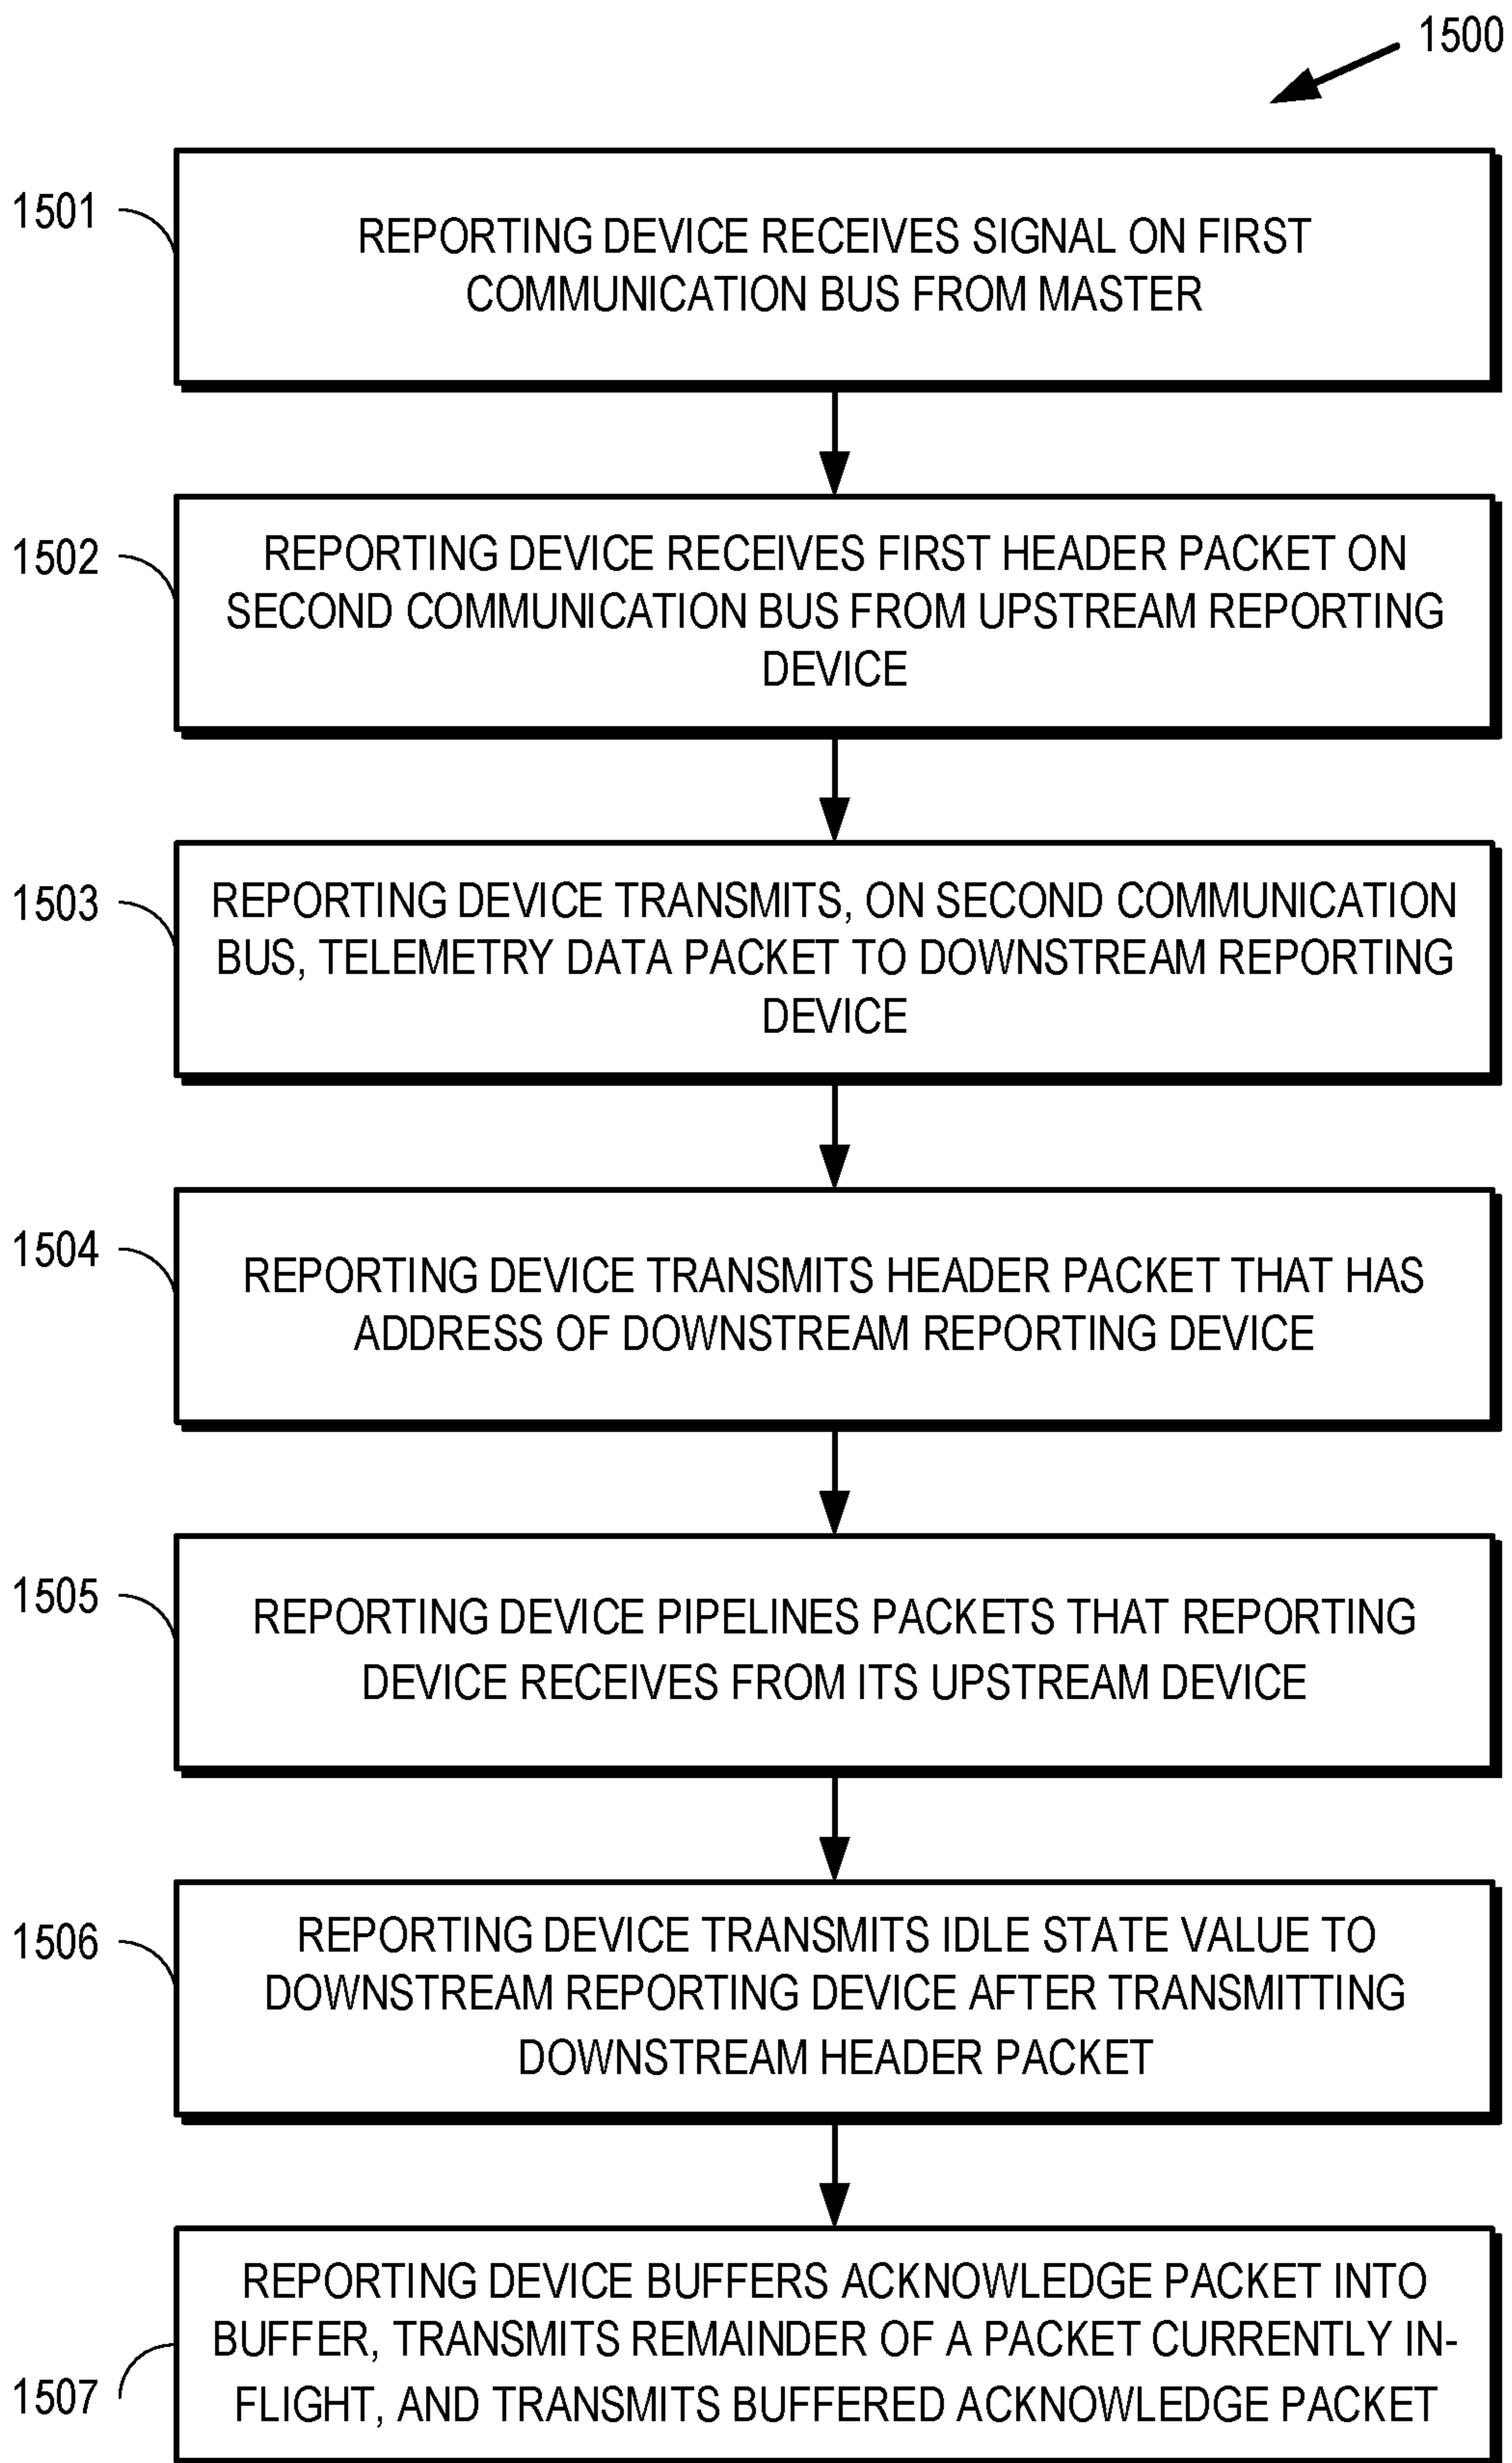 1500
1501
REPORTING DEVICE RECEIVES SIGNAL ON FIRST
COMMUNICATION BUS FROM MASTER
1502
REPORTING DEVICE RECEIVES FIRST HEADER PACKET ON
SECOND COMMUNICATION BUS FROM UPSTREAM REPORTING
DEVICE
1503
REPORTING DEVICE TRANSMITS, ON SECOND COMMUNICATION
BUS, TELEMETRY DATA PACKET TO DOWNSTREAM REPORTING
DEVICE
1504
REPORTING DEVICE TRANSMITS HEADER PACKET THAT HAS
ADDRESS OF DOWNSTREAM REPORTING DEVICE
1505
REPORTING DEVICE PIPELINES PACKETS THAT REPORTING
DEVICE RECEIVES FROM ITS UPSTREAM DEVICE
1506
REPORTING DEVICE TRANSMITS IDLE STATE VALUE TO
DOWNSTREAM REPORTING DEVICE AFTER TRANSMITTING
DOWNSTREAM HEADER PACKET
1507
REPORTING DEVICE BUFFERS ACKNOWLEDGE PACKET INTO
BUFFER, TRANSMITS REMAINDER OF A PACKET CURRENTLY IN-
FLIGHT, AND TRANSMITS BUFFERED ACKNOWLEDGE PACKET